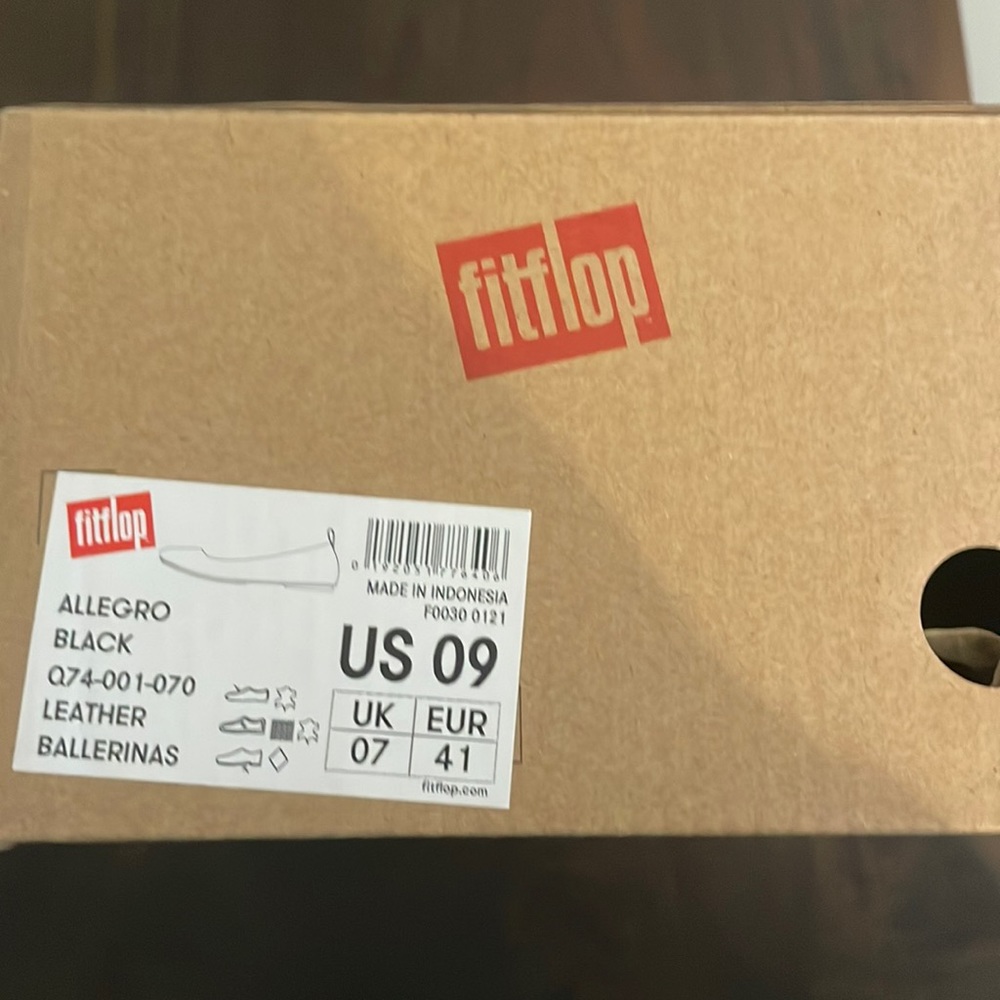 fitflop
fitflop
MADE IN INDONESIA
F0030 0121
ALLEGRO
BLACK
Q74-001-070
LEATHER
BALLERINAS
US 09
UK EUR
07 41
fitflop.com